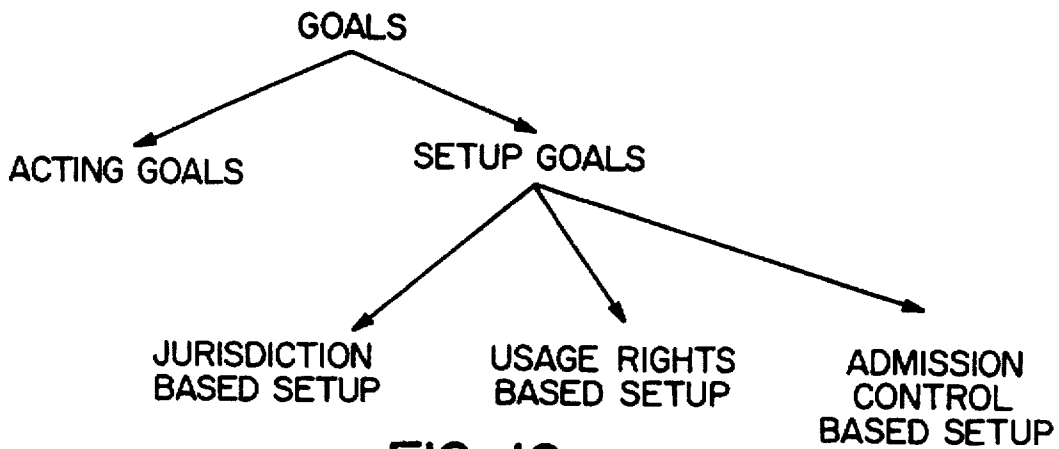 GOALS
ACTING GOALS
SETUP GOALS
JURISDICTION
BASED SETUP
USAGE RIGHTS
BASED SETUP
ADMISSION
CONTROL
BASED SETUP